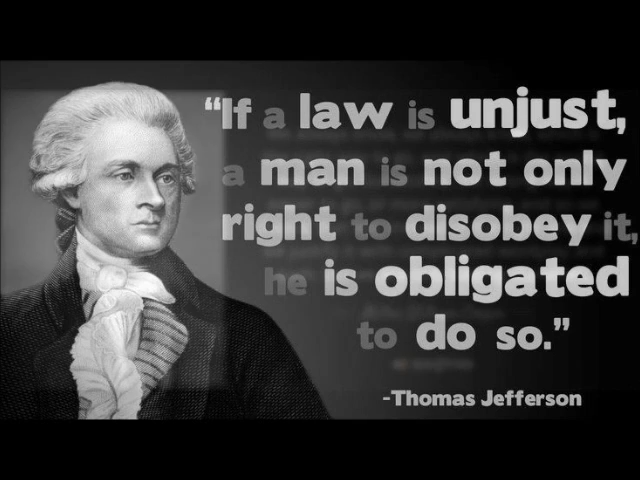 “If a law is unjust,
a man is not only
right to disobey it,
he is obligated
to do so.”
-Thomas Jefferson